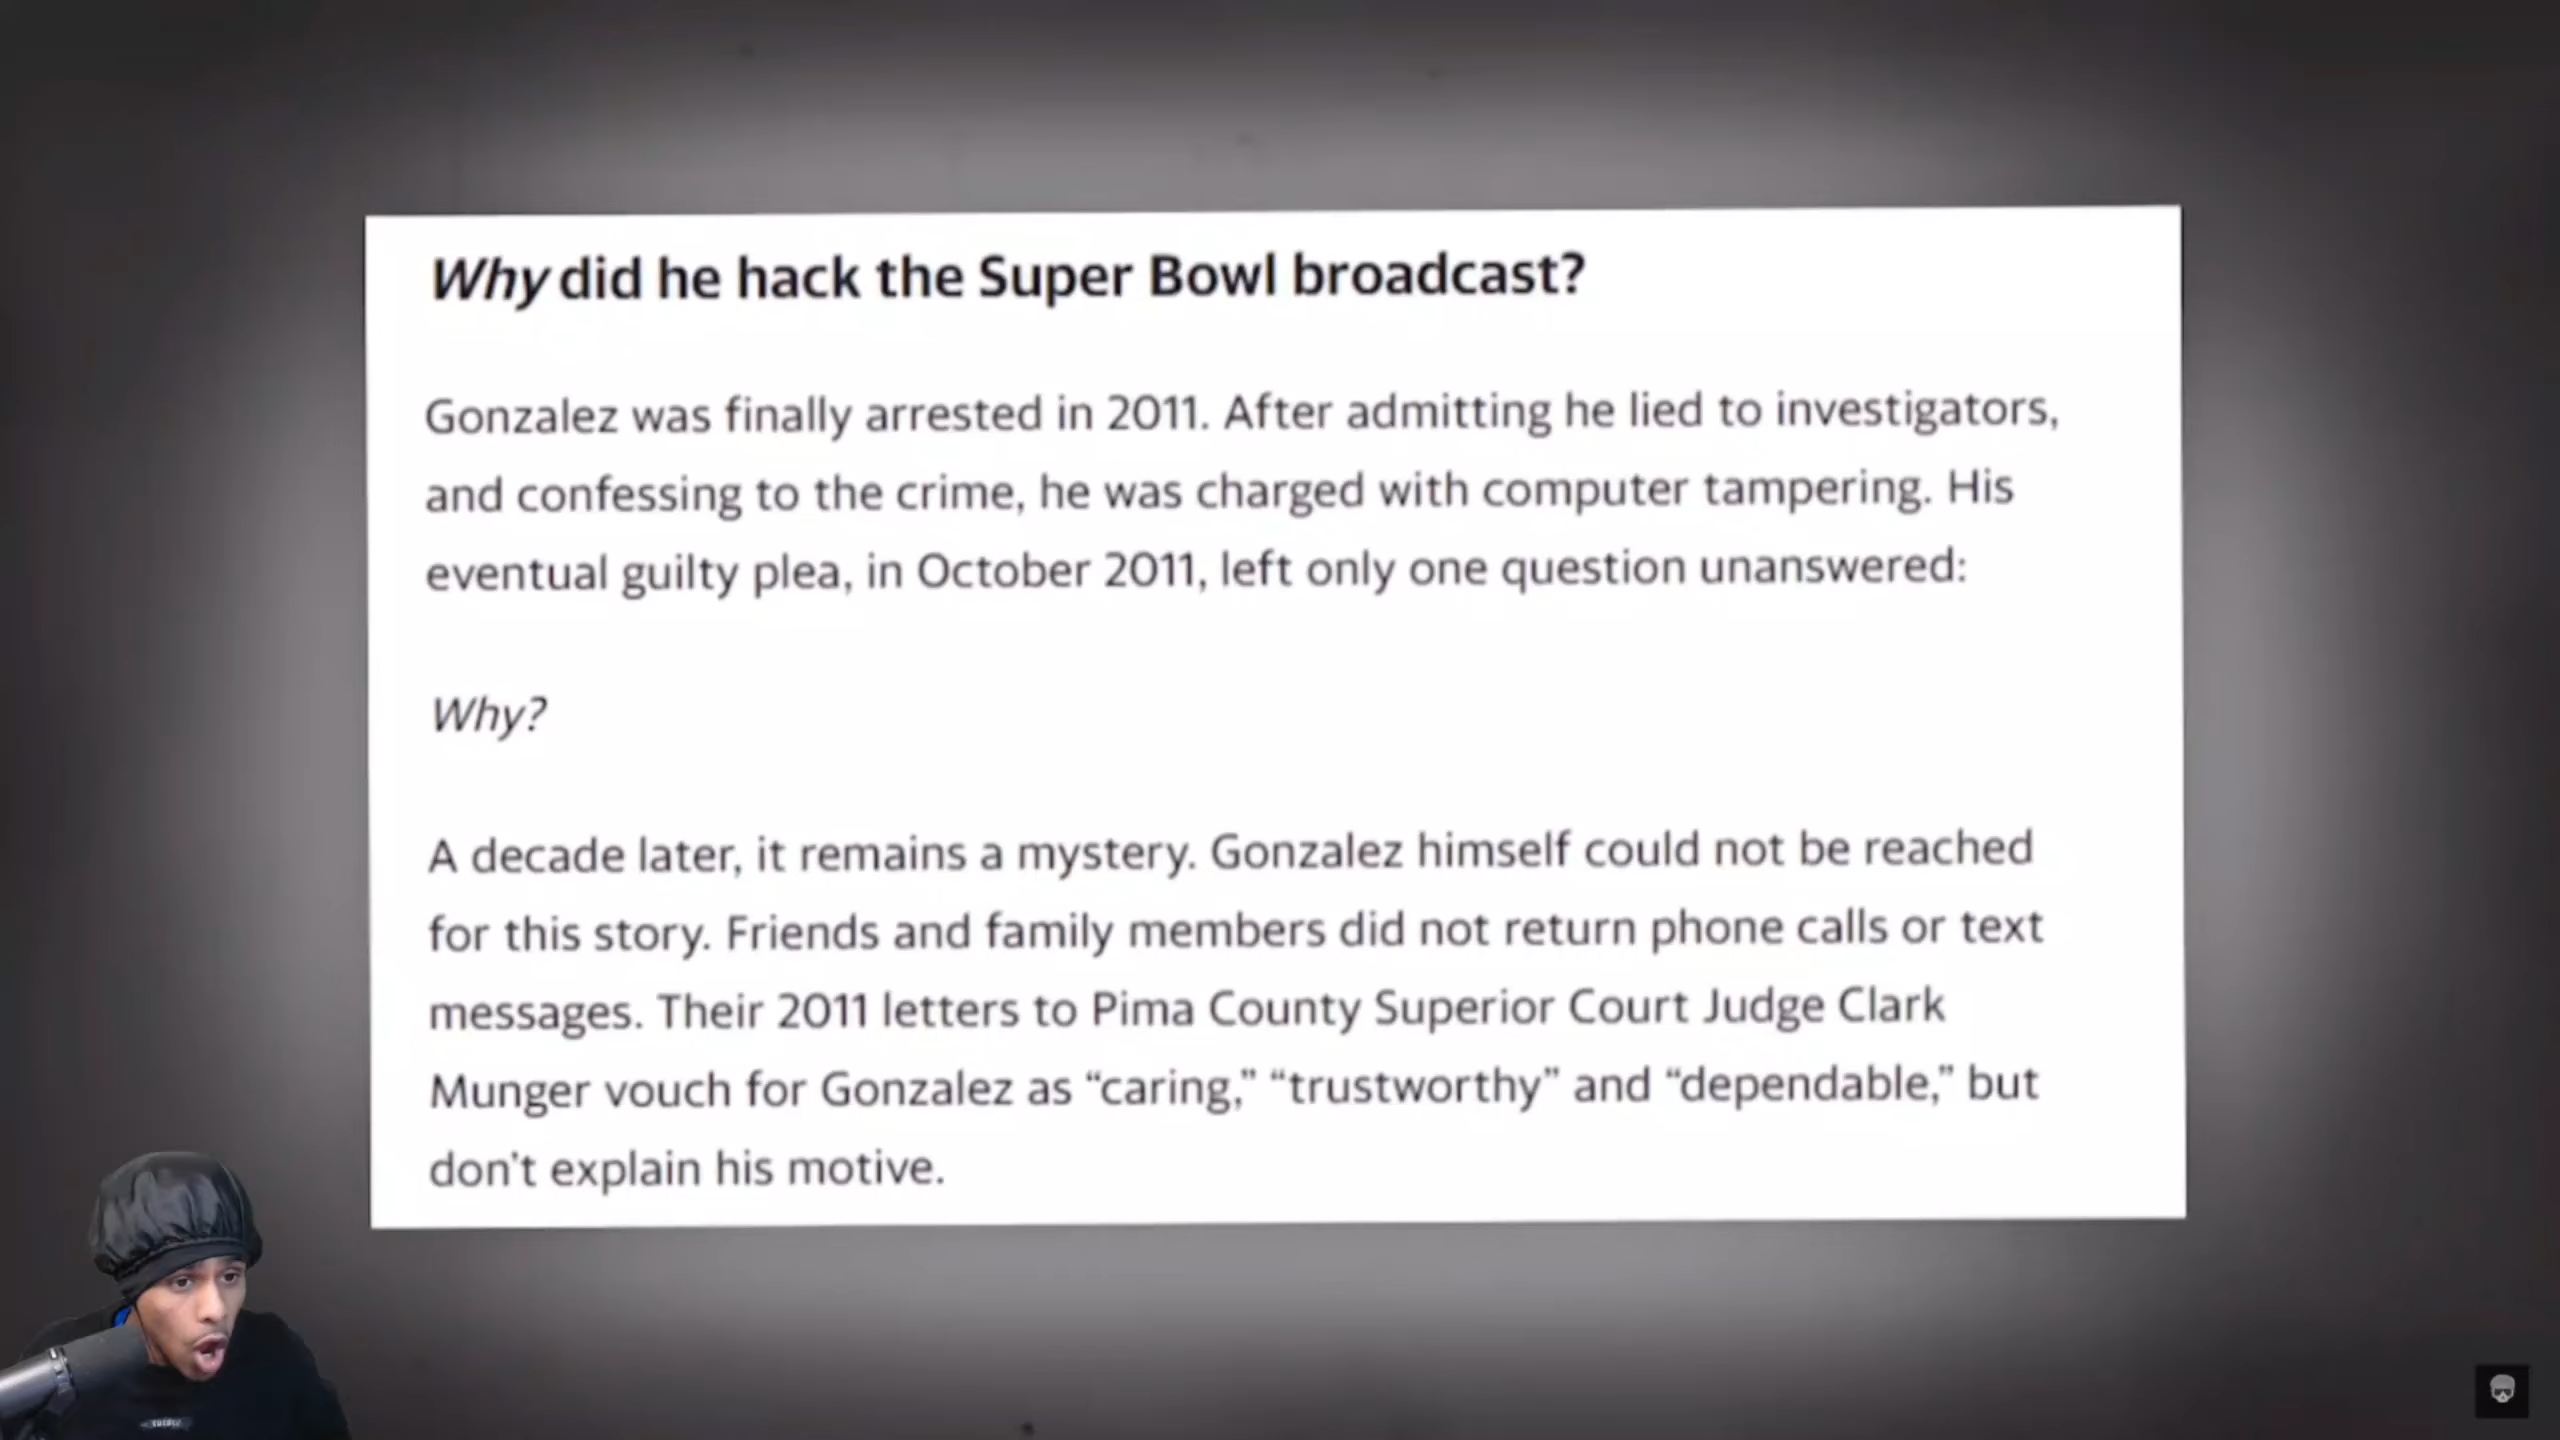 Why did he hack the Super Bowl broadcast?
Gonzalez was finally arrested in 2011. After admitting he lied to investigators,
and confessing to the crime, he was charged with computer tampering. His
eventual guilty plea, in October 2011, left only one question unanswered:
Why?
A decade later, it remains a mystery. Gonzalez himself could not be reached
for this story. Friends and family members did not return phone calls or text
messages. Their 2011 letters to Pima County Superior Court Judge Clark
Munger vouch for Gonzalez as “caring,” “trustworthy” and “dependable,” but
don't explain his motive.